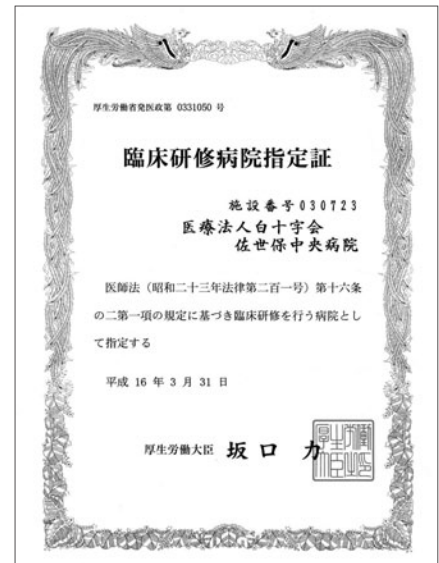 厚生労働省発医政第 0331050 号
臨床研修病院指定証
施設番号030723
医療法人白十字会
佐世保中央病院
医師法（昭和二十三年法律第二百一号）第十六条
の二第一項の規定に基づき臨床研修を行う病院とし
て指定する
平成 16 年 3 月 31 日
厚生労働大臣 坂口 力